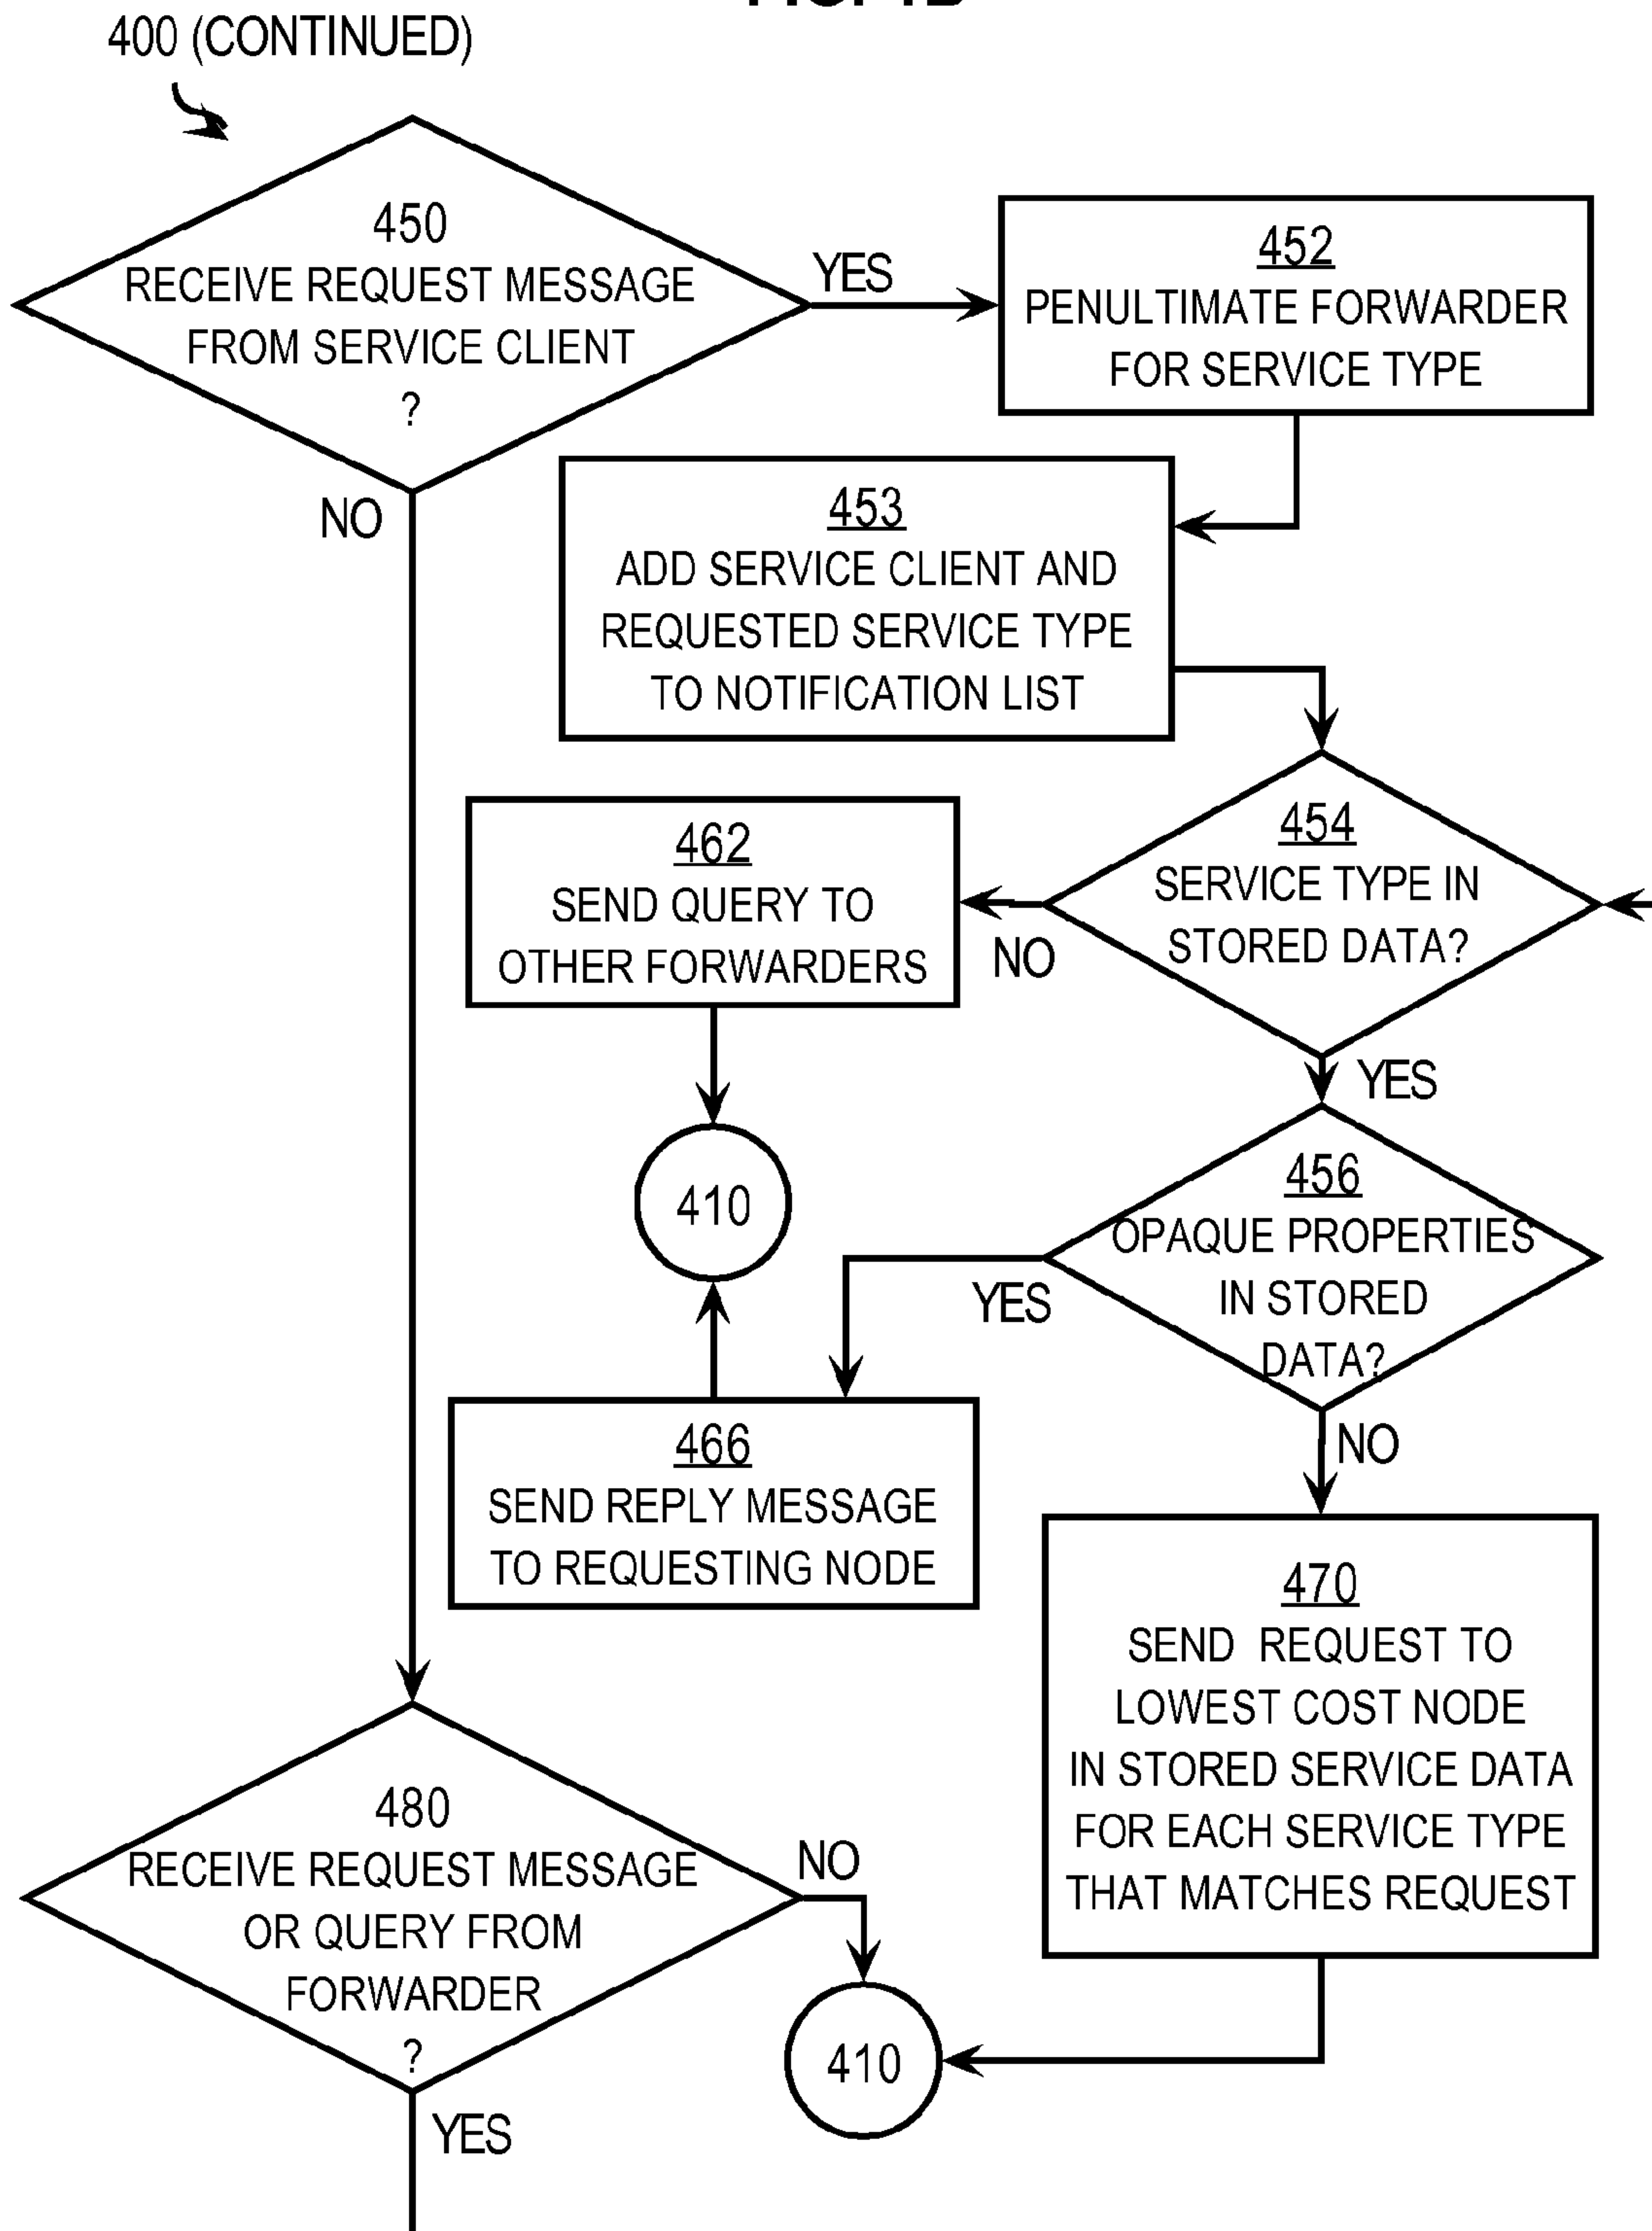 400 (CONTINUED)
450
RECEIVE REQUEST MESSAGE
FROM SERVICE CLIENT
?
YES
NO
452
PENULTIMATE FORWARDER
FOR SERVICE TYPE
453
ADD SERVICE CLIENT AND
REQUESTED SERVICE TYPE
TO NOTIFICATION LIST
454
SERVICE TYPE IN
STORED DATA?
NO
YES
462
SEND QUERY TO
OTHER FORWARDERS
410
456
OPAQUE PROPERTIES
IN STORED
DATA?
YES
NO
466
SEND REPLY MESSAGE
TO REQUESTING NODE
470
SEND REQUEST TO
LOWEST COST NODE
IN STORED SERVICE DATA
FOR EACH SERVICE TYPE
THAT MATCHES REQUEST
480
RECEIVE REQUEST MESSAGE
OR QUERY FROM
FORWARDER
?
NO
410
YES